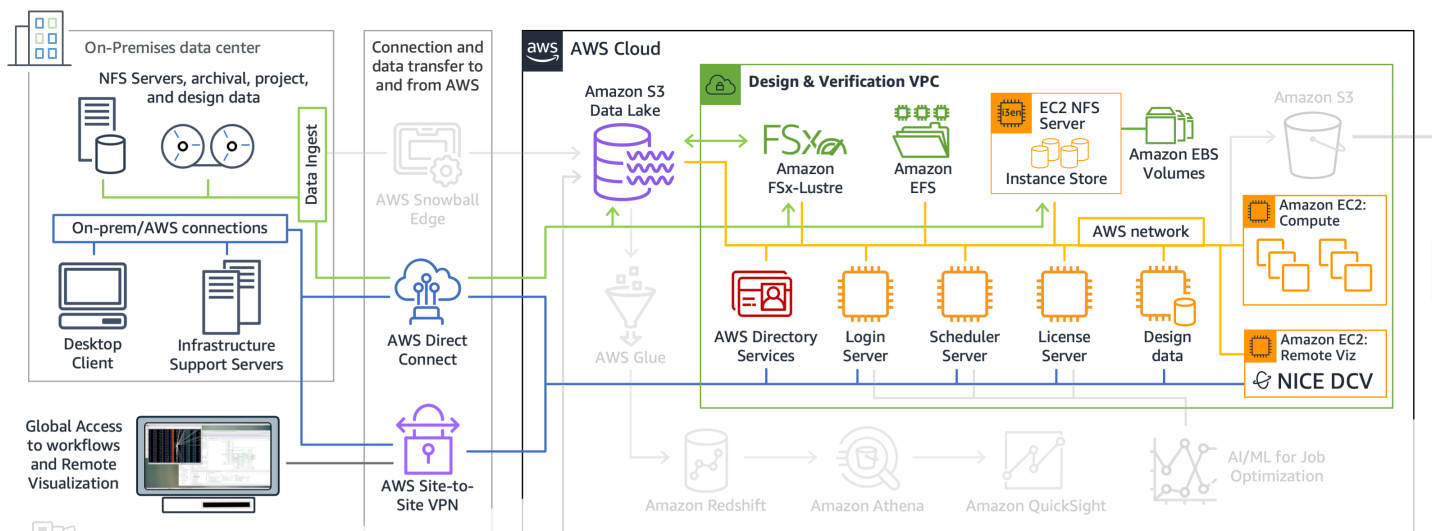 On-Premises data center
NFS Servers, archival, project,
and design data
Data Ingest
On-prem/AWS connections
Desktop
Client
Infrastructure
Support Servers
Global Access
to workflows
and Remote
Visualization
Connection and
data transfer to
and from AWS
AWS Snowball
Edge
AWS Direct
Connect
AWS Site-to-
Site VPN
aws
AWS Cloud
Amazon S3
Data Lake
AWS Glue
Design & Verification VPC
FSx
Amazon
FSx-Lustre
Amazon
EFS
i3en
EC2 NFS
Server
Instance Store
Amazon EBS
Volumes
Amazon S3
AWS network
Amazon EC2:
Compute
AWS Directory
Services
Login
Server
Scheduler
Server
License
Server
Design
data
Amazon EC2:
Remote Viz
NICE DCV
Amazon Redshift
Amazon Athena
Amazon QuickSight
AI/ML for Job
Optimization